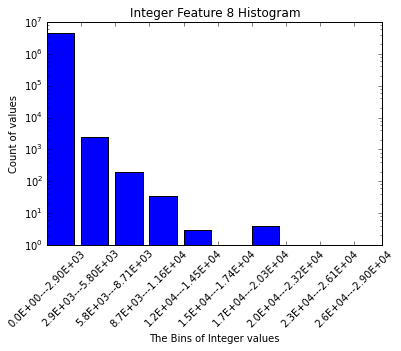 Integer Feature 8 Histogram
10^7
10^6
10^5
10^4
10^3
10^2
10^1
10^0
Count of values
0.0E+00---2.90E+03
2.9E+03---5.80E+03
5.8E+03---8.71E+03
8.7E+03---1.16E+04
1.2E+04---1.45E+04
1.5E+04---1.74E+04
1.7E+04---2.03E+04
2.0E+04---2.32E+04
2.3E+04---2.61E+04
2.6E+04---2.90E+04
The Bins of Integer values